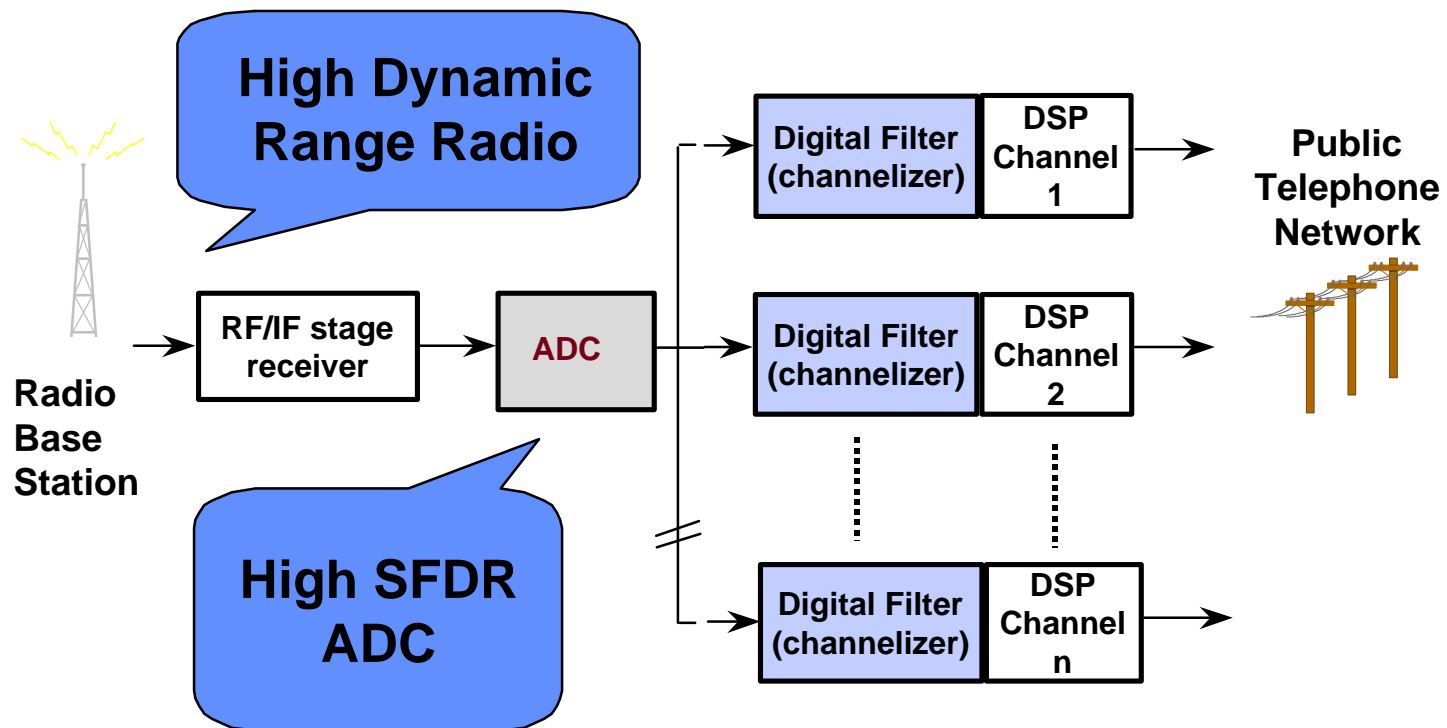 High Dynamic
Range Radio
Digital Filter
(channelizer)
DSP
Channel
1
Public
Telephone
Network
RF/IF stage
receiver
ADC
Digital Filter
(channelizer)
DSP
Channel
2
Radio
Base
Station
High SFDR
ADC
Digital Filter
(channelizer)
DSP
Channel
n